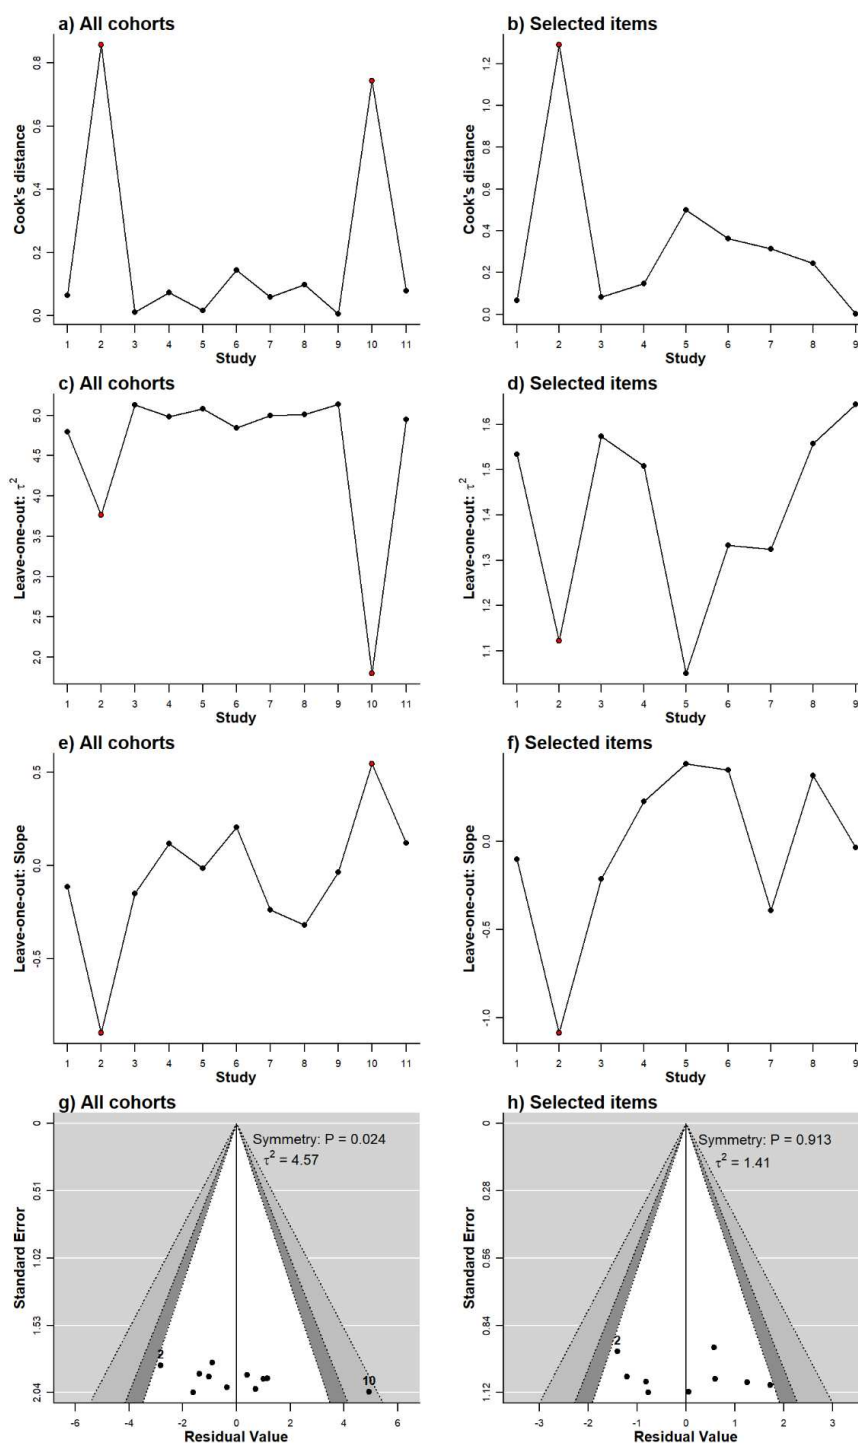 a) All cohorts
Cook's distance
0.8
0.6
0.4
0.2
0.0
1 2 3 4 5 6 7 8 9 10 11
Study
b) Selected items
Cook's distance
1.2
1.0
0.8
0.6
0.4
0.2
0.0
1 2 3 4 5 6 7 8 9
Study
c) All cohorts
Leave-one-out: τ²
5.0
4.5
4.0
3.5
3.0
2.5
2.0
1 2 3 4 5 6 7 8 9 10 11
Study
d) Selected items
Leave-one-out: τ²
1.6
1.5
1.4
1.3
1.2
1.1
1 2 3 4 5 6 7 8 9
Study
e) All cohorts
Leave-one-out: Slope
0.5
0.0
-0.5
1 2 3 4 5 6 7 8 9 10 11
Study
f) Selected items
Leave-one-out: Slope
0.0
-0.5
-1.0
1 2 3 4 5 6 7 8 9
Study
g) All cohorts
Symmetry: P = 0.024
τ² = 4.57
Standard Error
0
0.51
1.02
1.53
2.04
2
10
-6 -4 -2 0 2 4 6
Residual Value
h) Selected items
Symmetry: P = 0.913
τ² = 1.41
Standard Error
0
0.28
0.56
0.84
1.12
2
-3 -2 -1 0 1 2 3
Residual Value